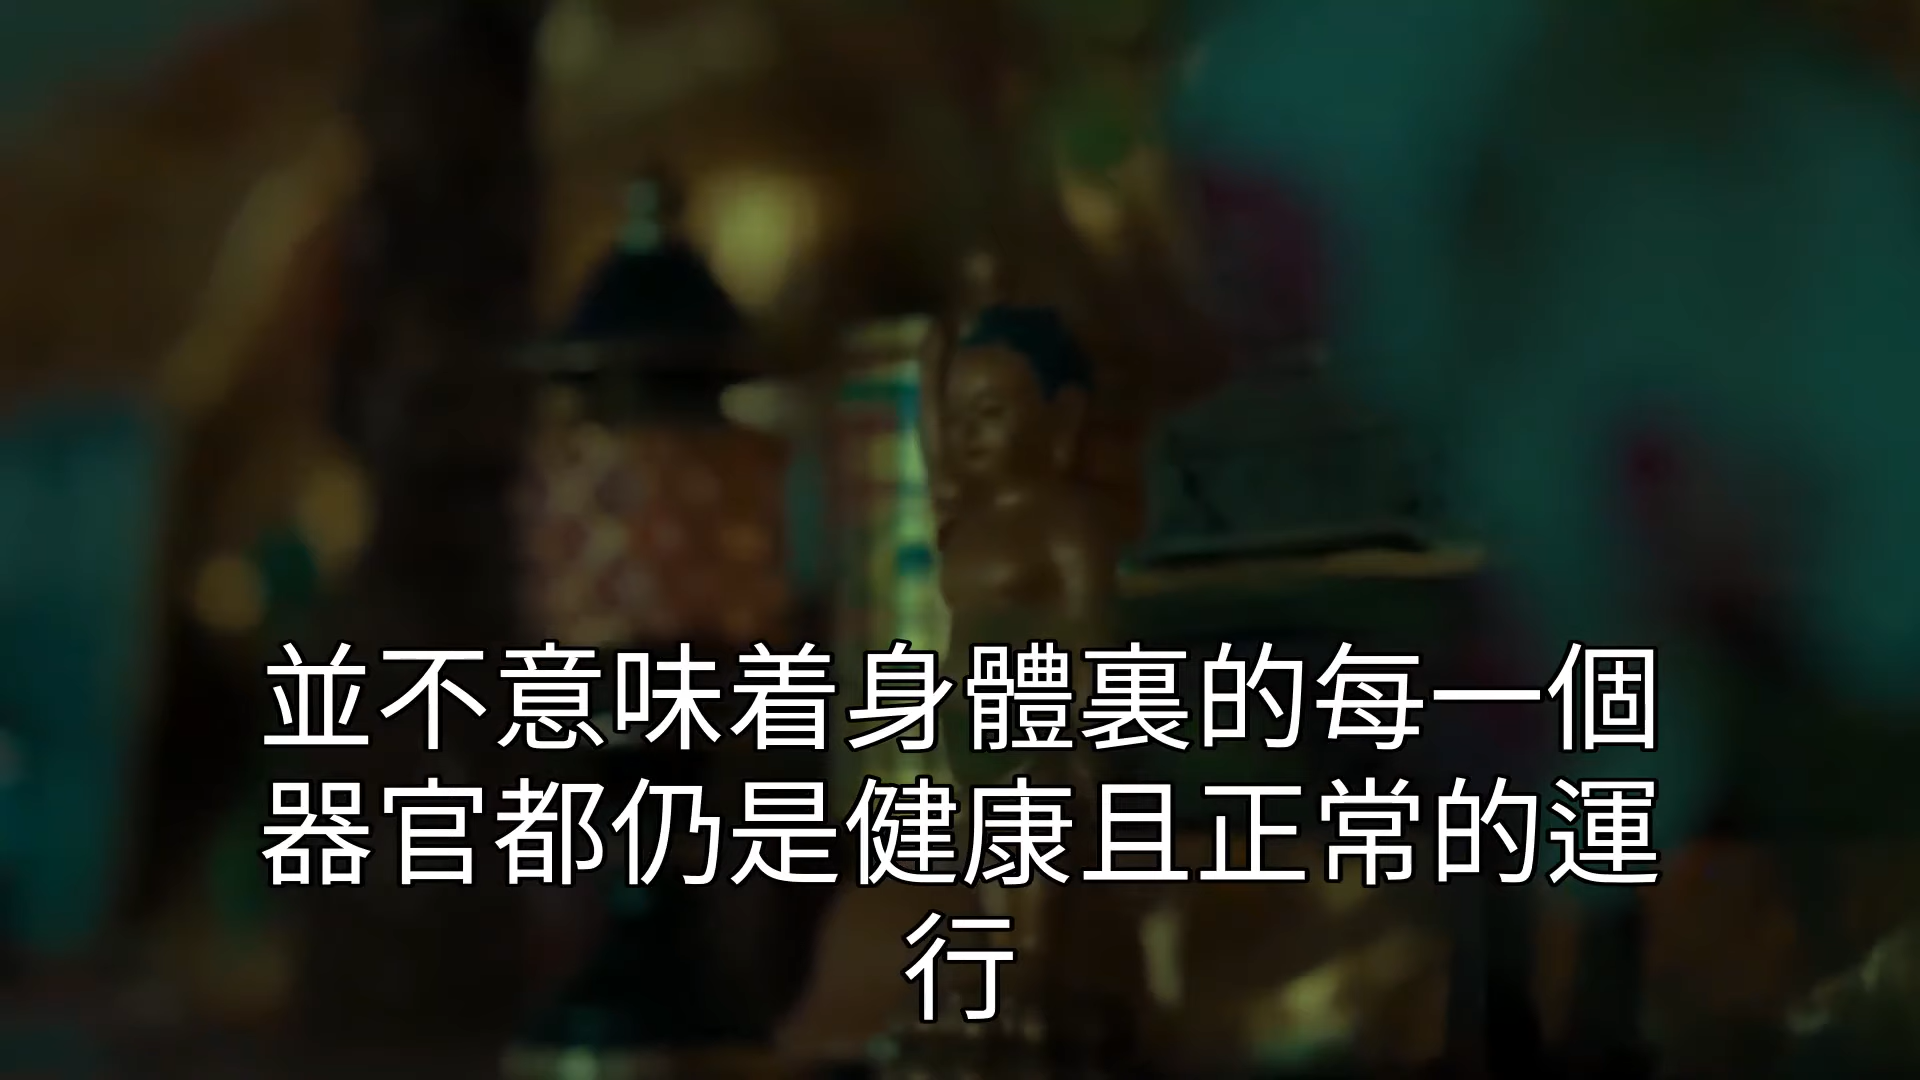 並不意味着身體裏的每一個
器官都仍是健康且正常的運
行